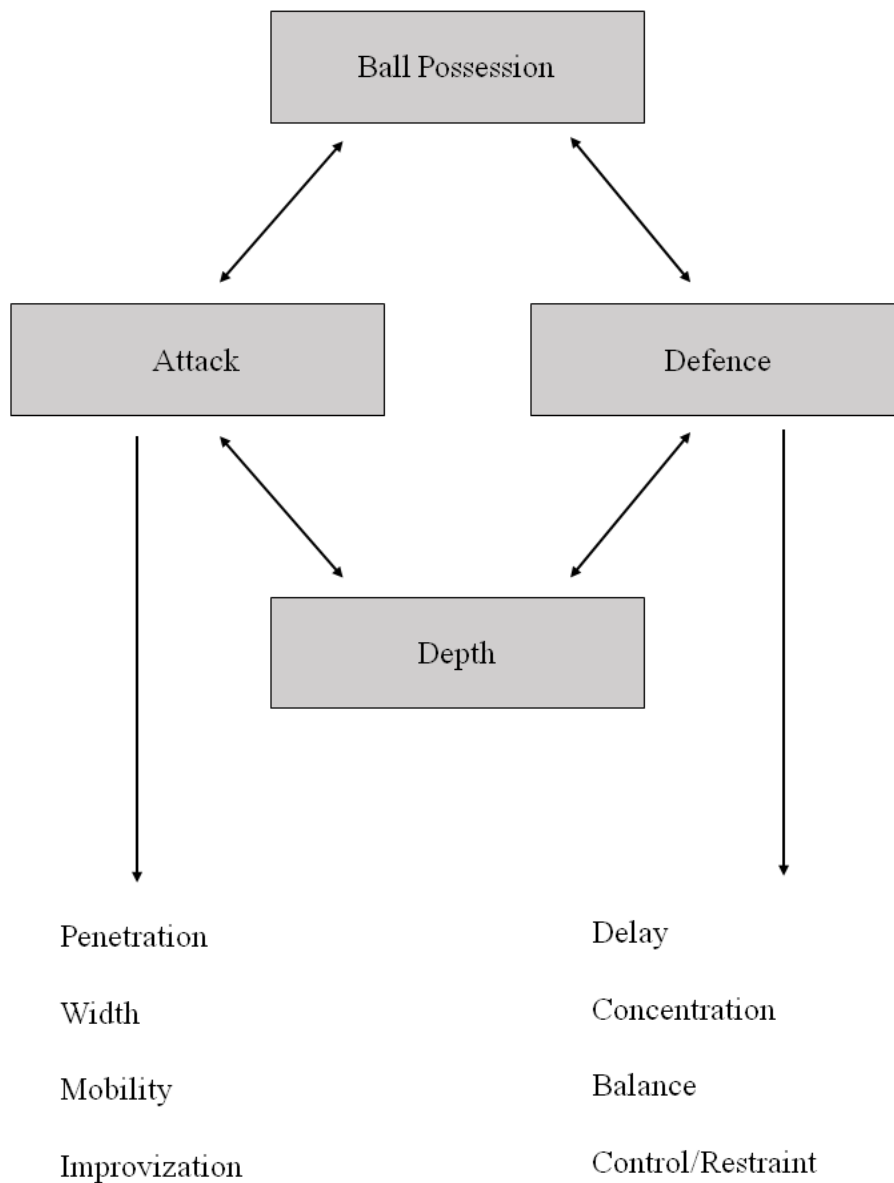 Ball Possession
Attack
Defence
Depth
Penetration
Width
Mobility
Improvization
Delay
Concentration
Balance
Control/Restraint